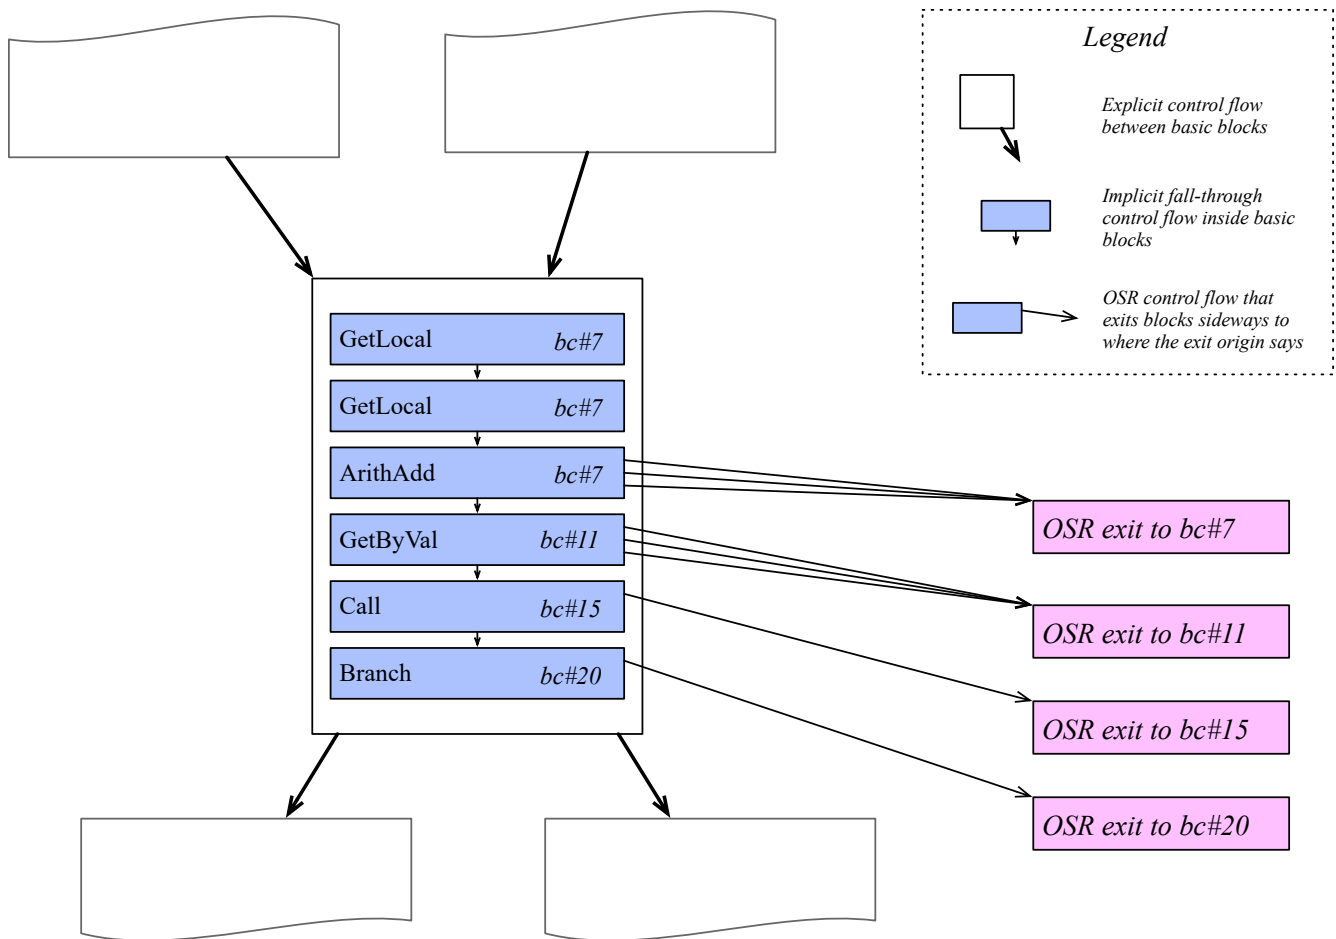 Legend
Explicit control flow
between basic blocks
Implicit fall-through
control flow inside basic
blocks
OSR control flow that
exits blocks sideways to
where the exit origin says
GetLocal bc#7
GetLocal bc#7
ArithAdd bc#7
GetByVal bc#11
Call bc#15
Branch bc#20
OSR exit to bc#7
OSR exit to bc#11
OSR exit to bc#15
OSR exit to bc#20